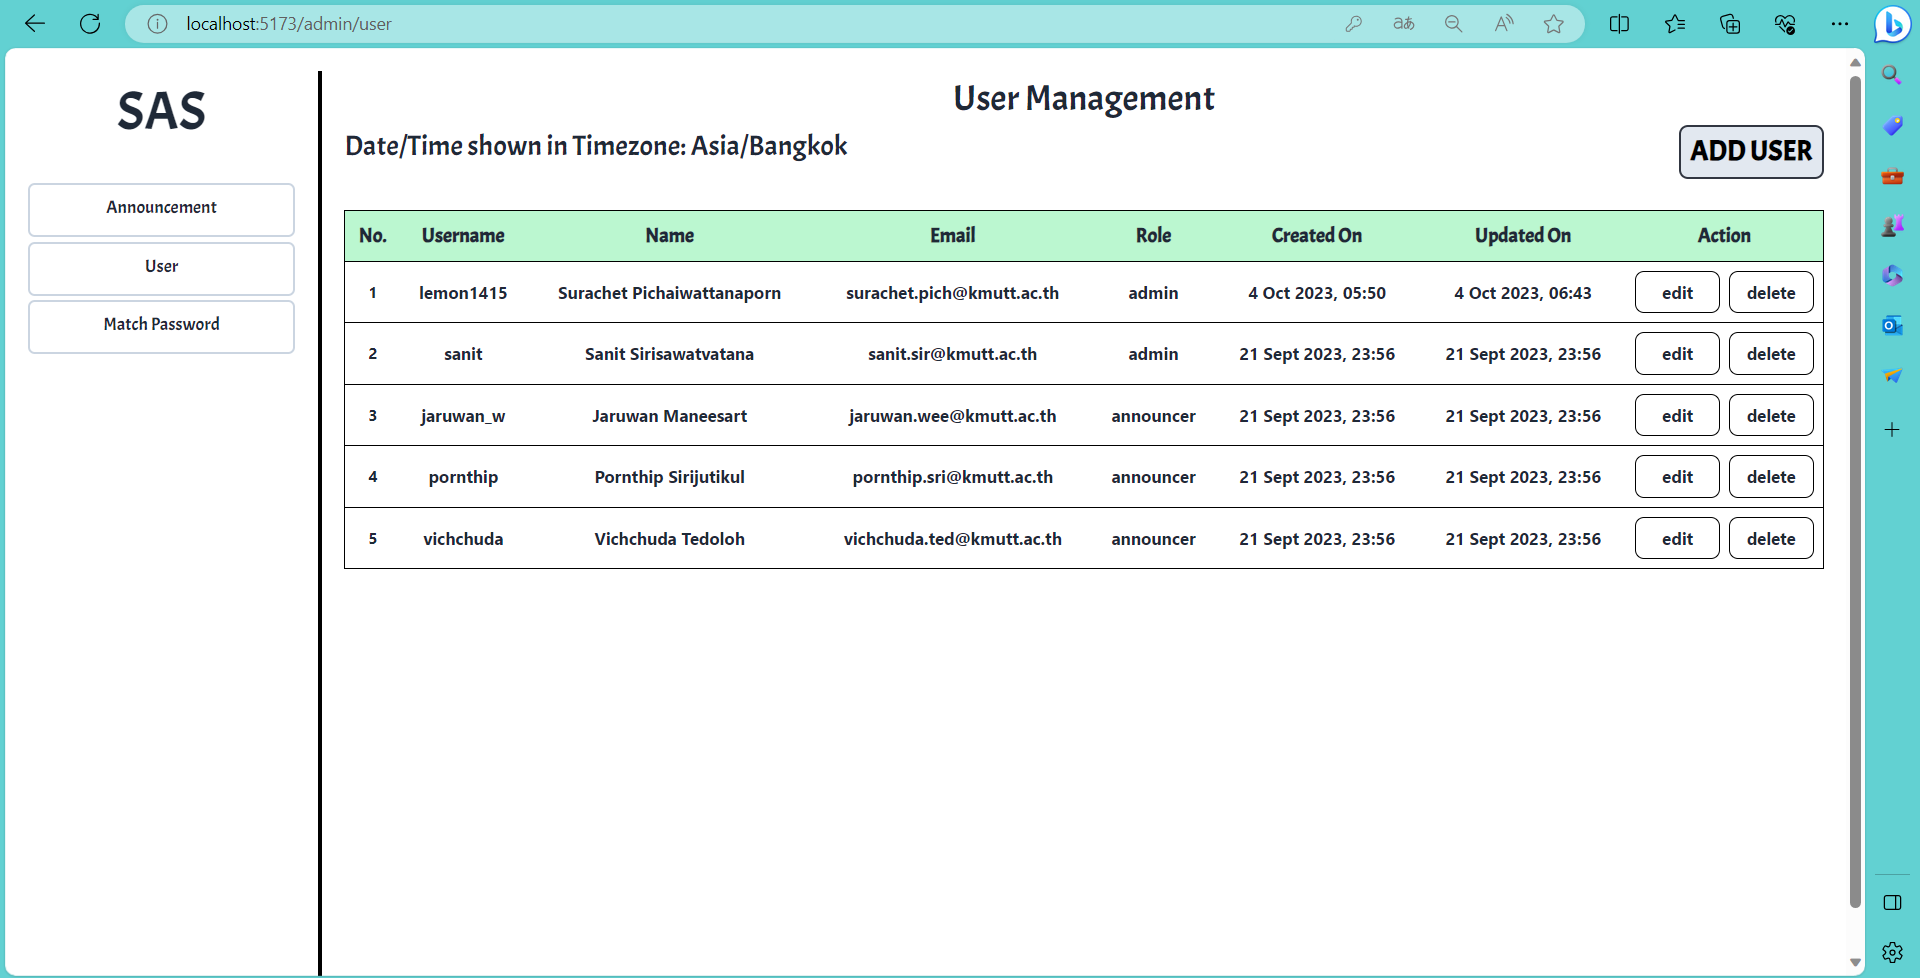 localhost:5173/admin/user
SAS
Announcement
User
Match Password
User Management
Date/Time shown in Timezone: Asia/Bangkok
ADD USER
No. Username Name Email Role Created On Updated On Action
1 lemon1415 Surachet Pichaiwattanaporn surachet.pich@kmutt.ac.th admin 4 Oct 2023, 05:50 4 Oct 2023, 06:43 edit delete
2 sanit Sanit Sirisawatvatana sanit.sir@kmutt.ac.th admin 21 Sept 2023, 23:56 21 Sept 2023, 23:56 edit delete
3 jaruwan_w Jaruwan Maneesart jaruwan.wee@kmutt.ac.th announcer 21 Sept 2023, 23:56 21 Sept 2023, 23:56 edit delete
4 pornthip Pornthip Sirijutikul pornthip.sri@kmutt.ac.th announcer 21 Sept 2023, 23:56 21 Sept 2023, 23:56 edit delete
5 vichchuda Vichchuda Tedoloh vichchuda.ted@kmutt.ac.th announcer 21 Sept 2023, 23:56 21 Sept 2023, 23:56 edit delete